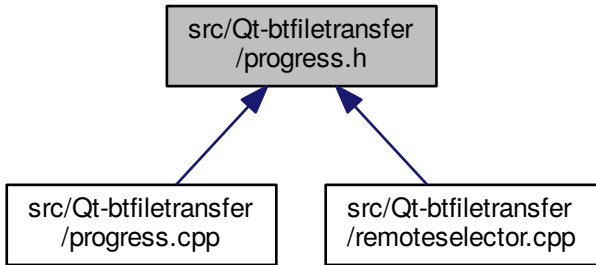 src/Qt-btfiletransfer
/progress.h
src/Qt-btfiletransfer
/progress.cpp
src/Qt-btfiletransfer
/remoteselector.cpp